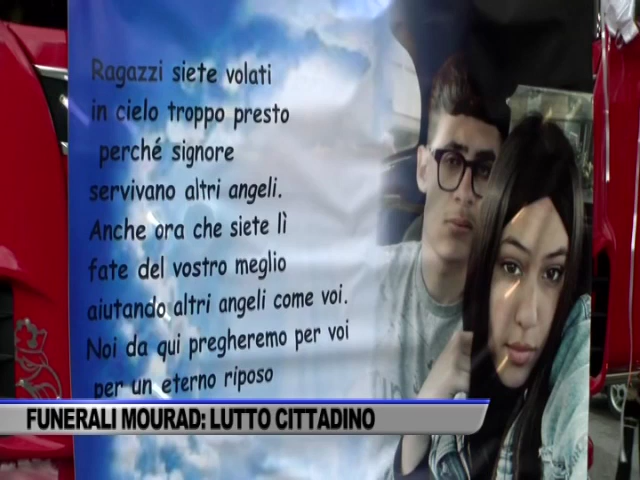 Ragazzi siete volati
in cielo troppo presto
perché signore
servivano altri angeli.
Anche ora che siete lì
fate del vostro meglio
aiutando altri angeli come voi.
Noi da qui pregheremo per voi
per un eterno riposo
FUNERALI MOURAD: LUTTO CITTADINO